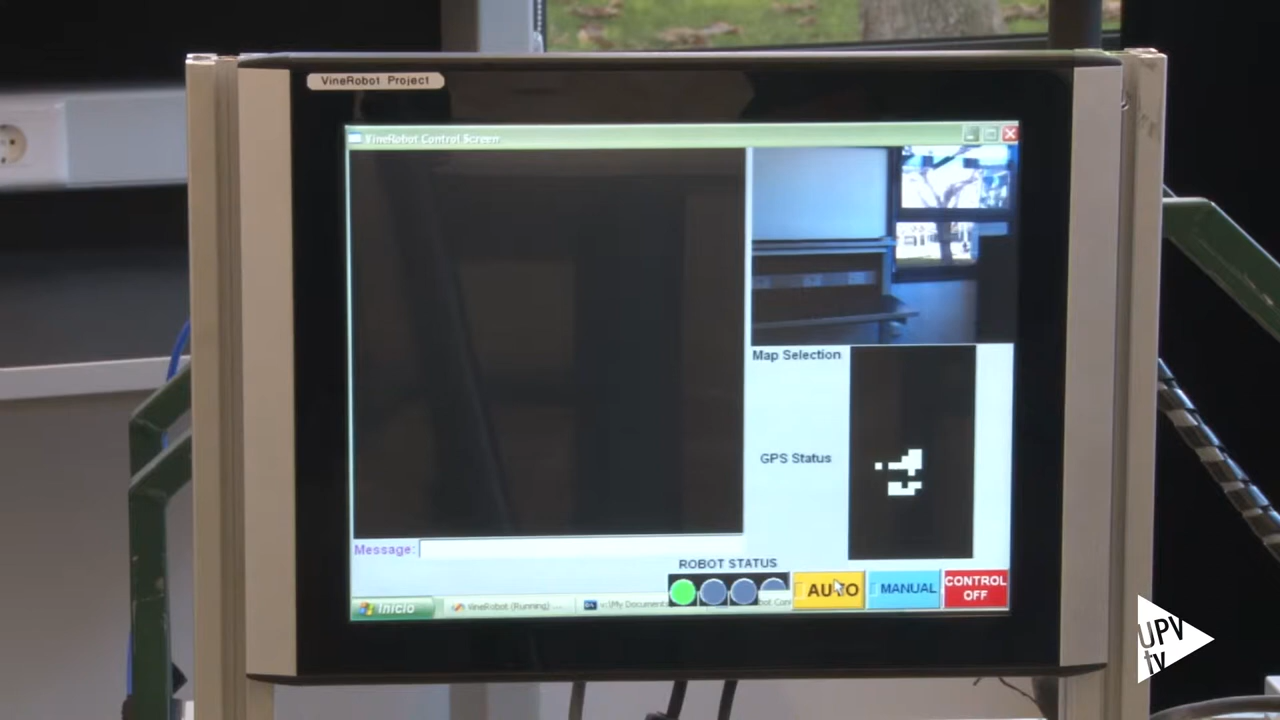 VineRobot Project
VineRobot Control Screen
Map Selection
GPS Status
Message:
ROBOT STATUS
AUTO
MANUAL
CONTROL
OFF
Inicio
VineRobot (Running)
UPV
tv